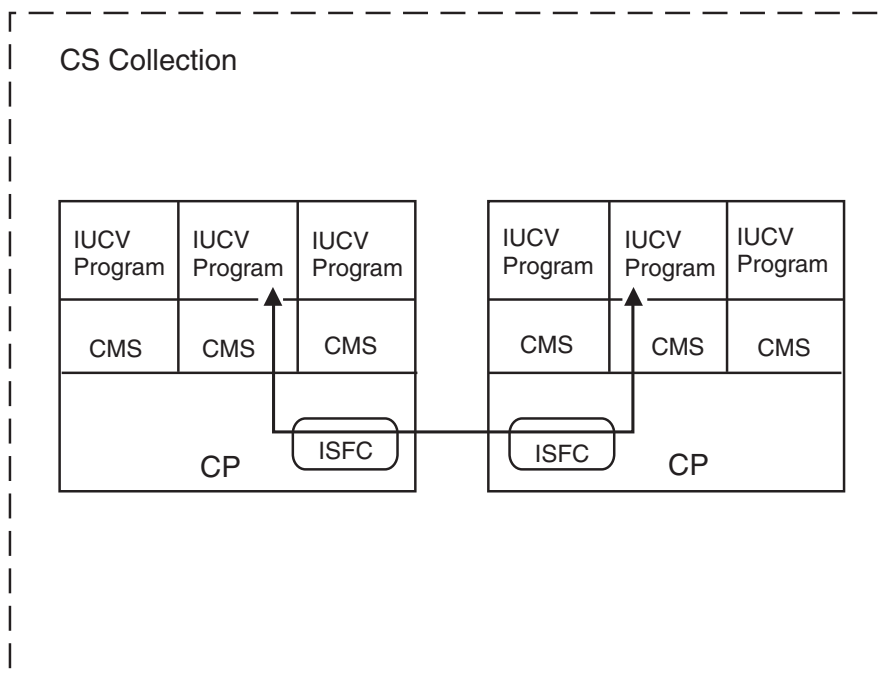 CS Collection
IUCV
Program
IUCV
Program
IUCV
Program
CMS
CMS
CMS
ISFC
CP
IUCV
Program
IUCV
Program
IUCV
Program
CMS
CMS
CMS
ISFC
CP